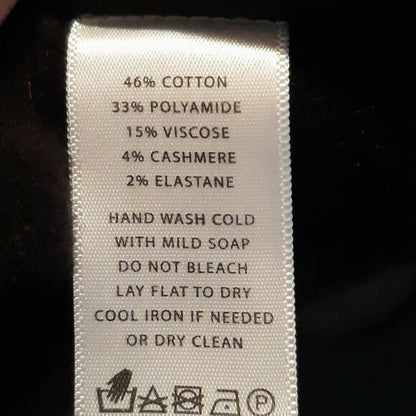 46% COTTON
33% POLYAMIDE
15% VISCOSE
4% CASHMERE
2% ELASTANE
HAND WASH COLD
WITH MILD SOAP
DO NOT BLEACH
LAY FLAT TO DRY
COOL IRON IF NEEDED
OR DRY CLEAN
P